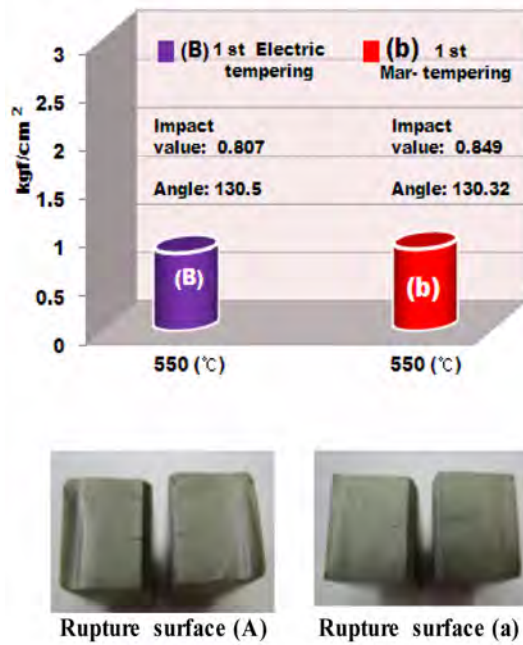 3
2.5
2
1.5
1
0.5
0
kgf/cm²
(B) 1 st Electric
tempering
(b) 1 st
Mar- tempering
Impact
value: 0.807
Angle: 130.5
Impact
value: 0.849
Angle: 130.32
(B)
(b)
550 (℃)
550 (℃)
Rupture surface (A)
Rupture surface (a)